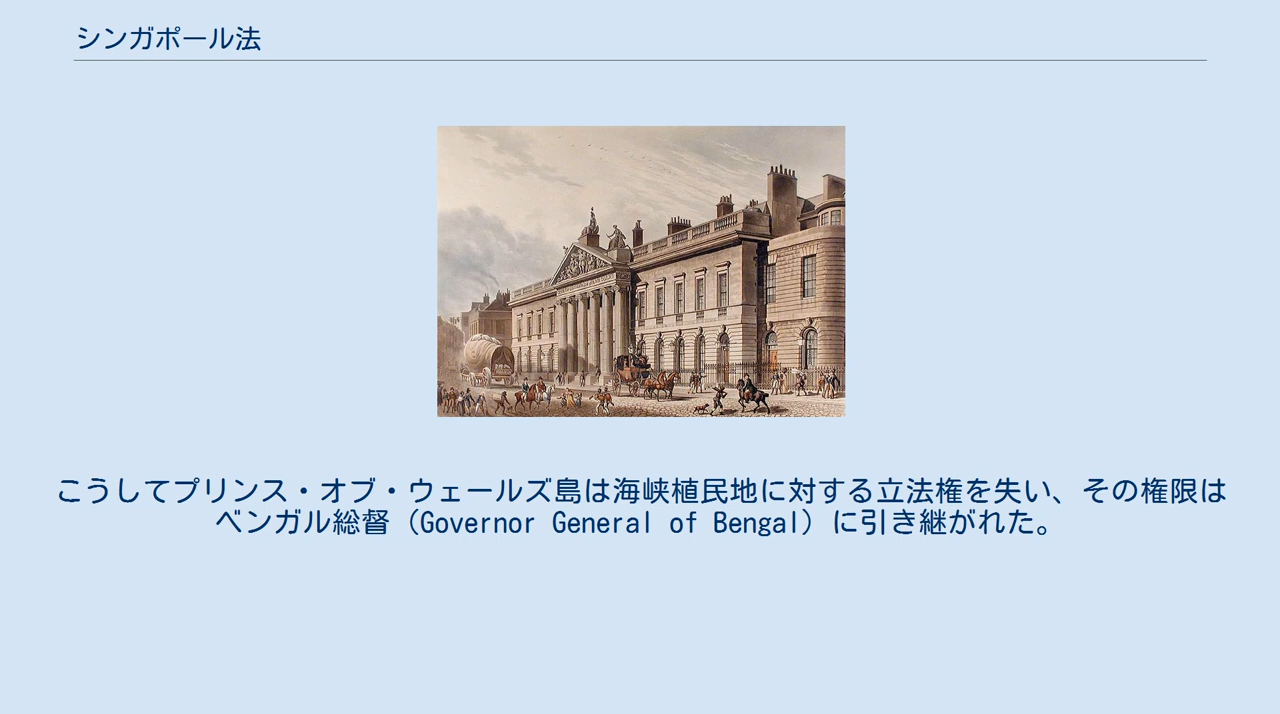 シンガポール法
こうしてプリンス・オブ・ウェールズ島は海峡植民地に対する立法権を失い、その権限は
ベンガル総督（Governor General of Bengal）に引き継がれた。